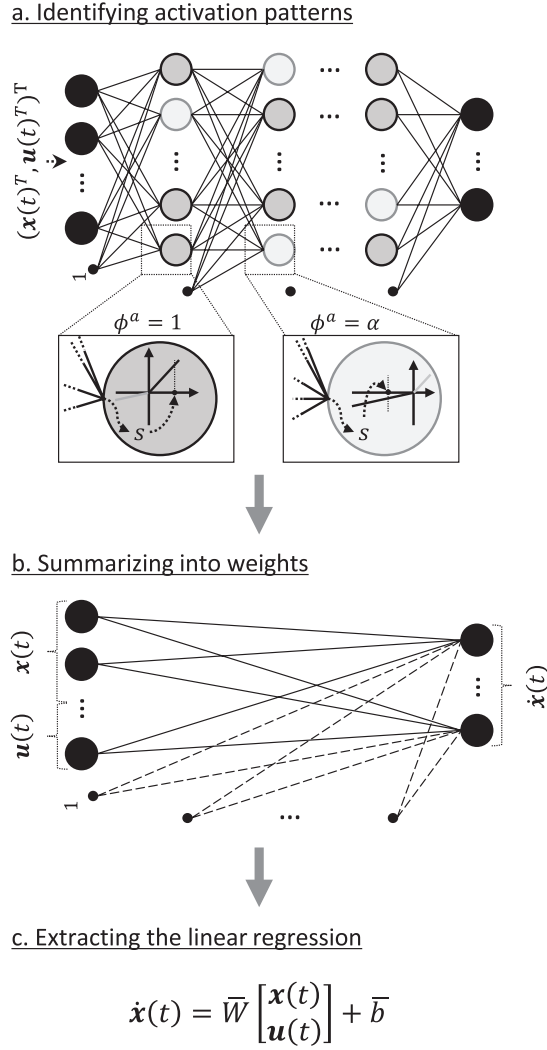 a. Identifying activation patterns
(𝒙(t)^T, 𝒖(t)^T)^T
...
...
...
...
...
...
...
...
...
1
ϕ^a = 1
ϕ^a = α
S
S
b. Summarizing into weights
𝒙(t)
𝒖(t)
...
...
ẋ(t)
1
...
c. Extracting the linear regression
ẋ(t) = W̄ [𝒙(t) 𝒖(t)] + b̄